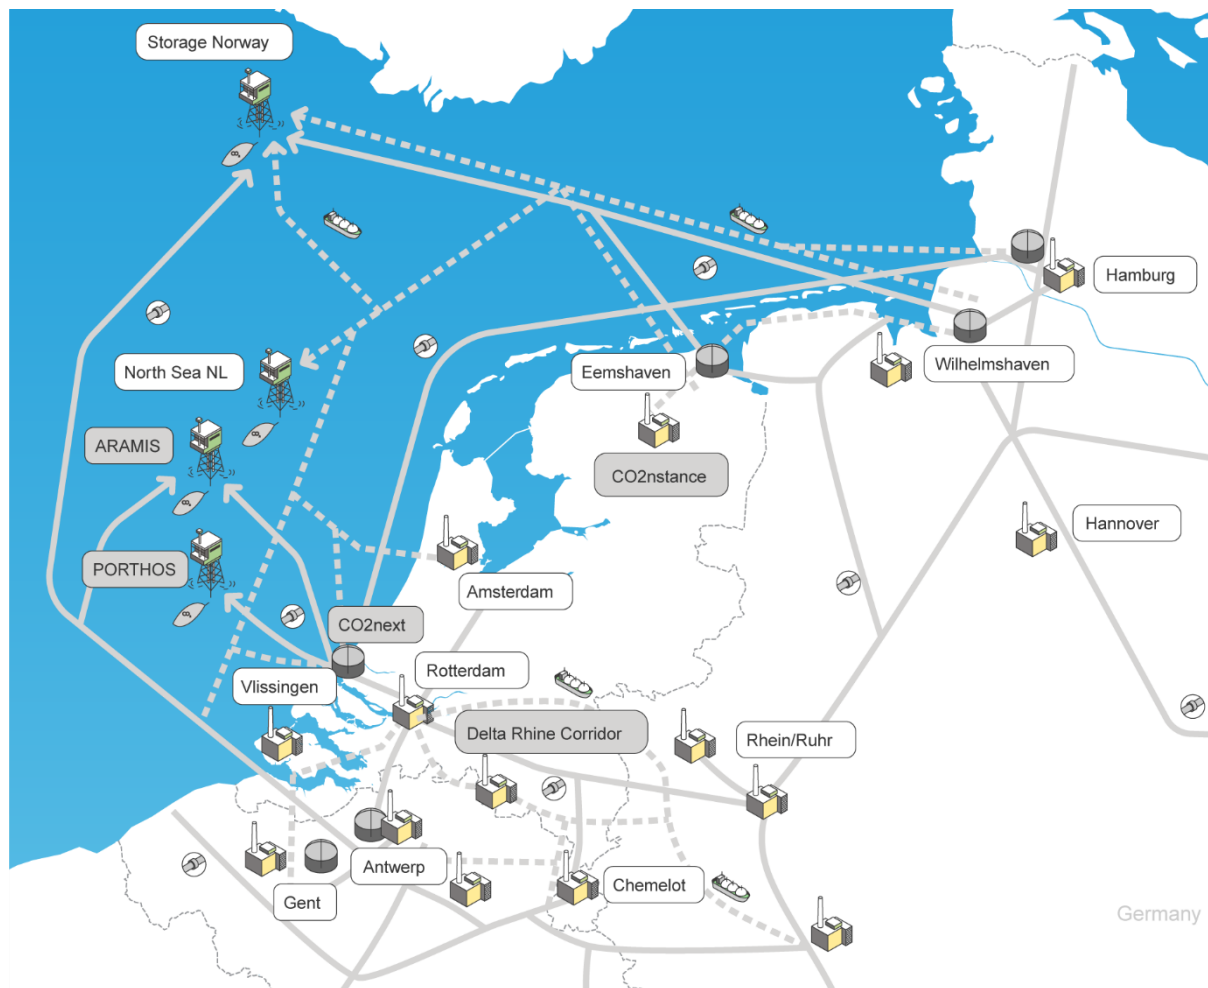 Storage Norway
Hamburg
North Sea NL
Eemshaven
Wilhelmshaven
ARAMIS
CO2nstance
Hannover
PORTHOS
Amsterdam
CO2next
Rotterdam
Vlissingen
Delta Rhine Corridor
Rhein/Ruhr
Antwerp
Chemelot
Gent
Germany